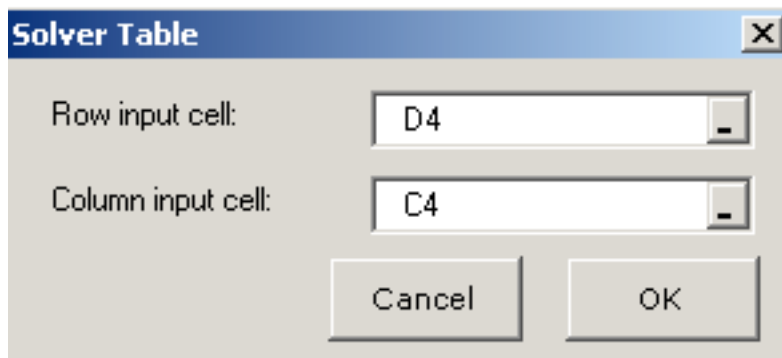 Solver Table
Row input cell: D4
Column input cell: C4
Cancel OK